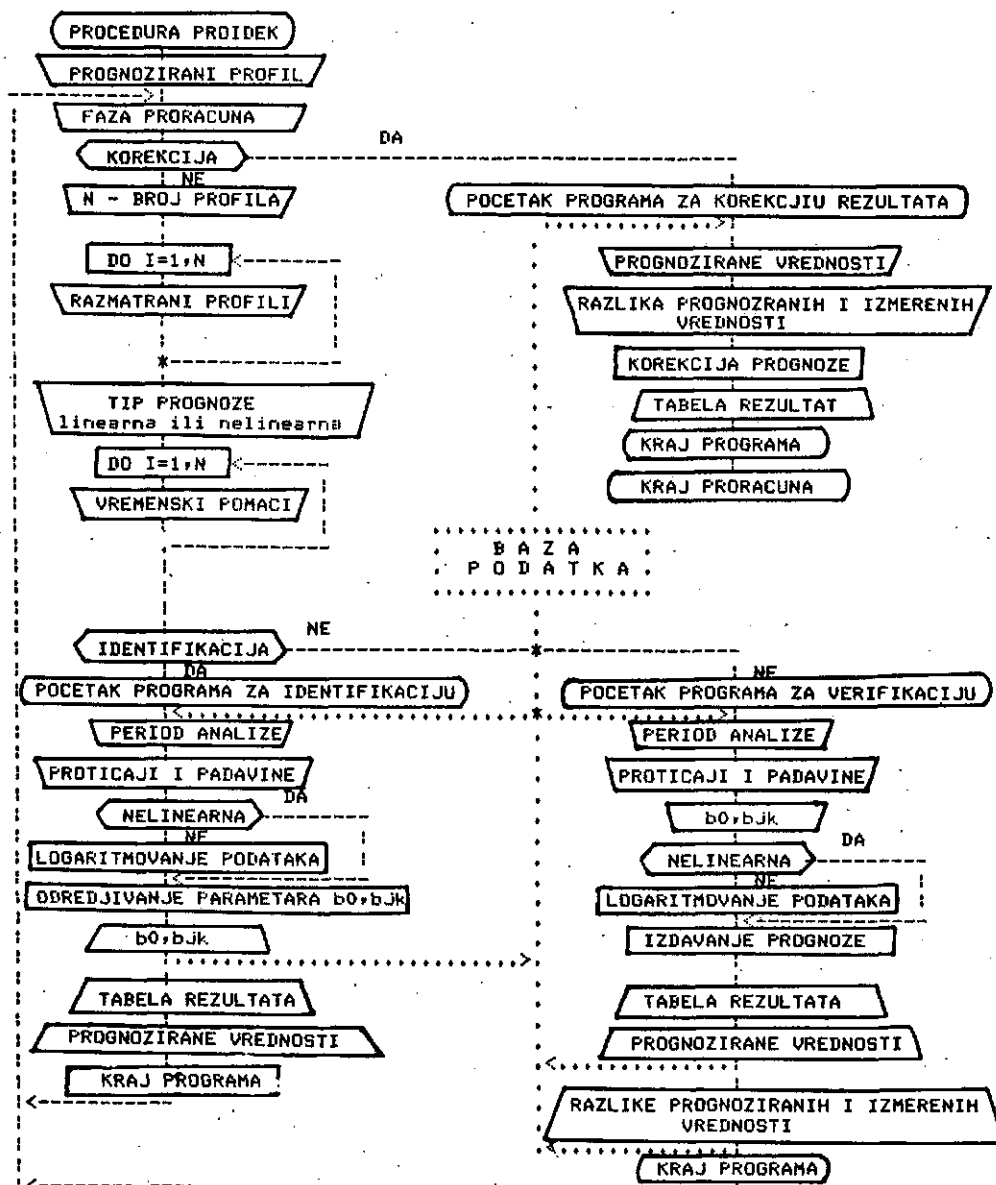 PROCEDURA PROIDEK
PROGNOZIRANI PROFIL
FAZA PRORACUNA
DA
KOREKCIJA
NE
N - BROJ PROFILA
DO I=1,N
RAZMATRANI PROFILI
TIP PROGNOZE
linearna ili nelinearna
DO I=1,N
VREMENSKI POMACI
POCETAK PROGRAMA ZA KOREKCJIU REZULTATA
PROGNOZIRANE VREDNOSTI
RAZLIKA PROGNOZRANIH I IZMERENIH
VREDNOSTI
KOREKCIJA PROGNOZE
TABELA REZULTAT
KRAJ PROGRAMA
KRAJ PRORACUNA
B A Z A
P O D A T K A
IDENTIFIKACIJA
NE
DA
POCETAK PROGRAMA ZA IDENTIFIKACIJU
PERIOD ANALIZE
PROTICAJI I PADAVINE
DA
NELINEARNA
NE
LOGARITMOVANJE PODATAKA
ODREDJIVANJE PARAMETARA b0,bjk
b0,bjk
TABELA REZULTATA
PROGNOZIRANE VREDNOSTI
KRAJ PROGRAMA
NE
POCETAK PROGRAMA ZA VERIFIKACIJU
PERIOD ANALIZE
PROTICAJI I PADAVINE
b0,bjk
DA
NELINEARNA
NE
LOGARITMOVANJE PODATAKA
IZDAVANJE PROGNOZE
TABELA REZULTATA
PROGNOZIRANE VREDNOSTI
RAZLIKE PROGNOZIRANIH I IZMERENIH
VREDNOSTI
KRAJ PROGRAMA